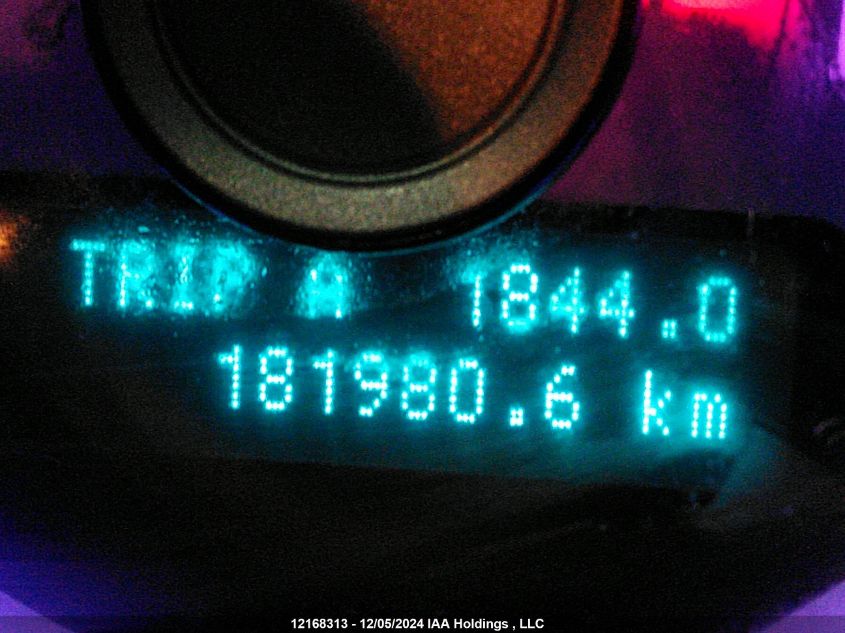 TRIP A 1844.0
181980.6 km
12168313 - 12/05/2024 IAA Holdings , LLC